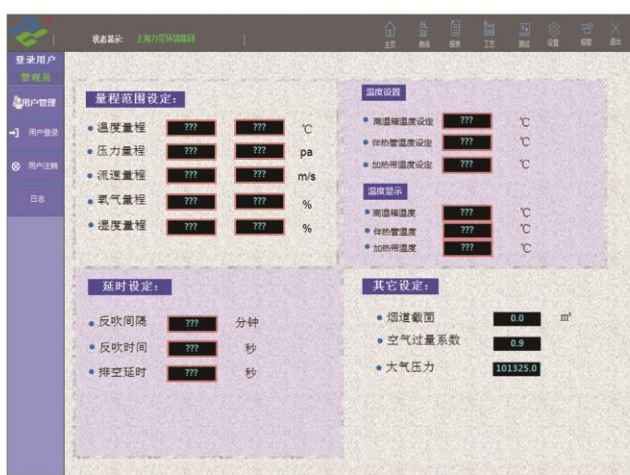 状态显示：
主页
曲线
报表
工艺
测试
设置
报警
退出
登录用户
管理员
用户管理
用户登录
用户注销
日志
量程范围设定：
温度量程 ??? ??? ℃
压力量程 ??? ??? pa
流速量程 ??? ??? m/s
氧气量程 ??? ??? %
湿度量程 ??? ??? %
温度设置
高温箱温度设定 ??? ℃
伴热管温度设定 ??? ℃
加热带温度设定 ??? ℃
温度显示
高温箱温度 ??? ℃
伴热管温度 ??? ℃
加热带温度 ??? ℃
延时设定：
反吹间隔 ??? 分钟
反吹时间 ??? 秒
排空延时 ??? 秒
其它设定：
烟道截面 0.0 m²
空气过量系数 0.9
大气压力 101325.0